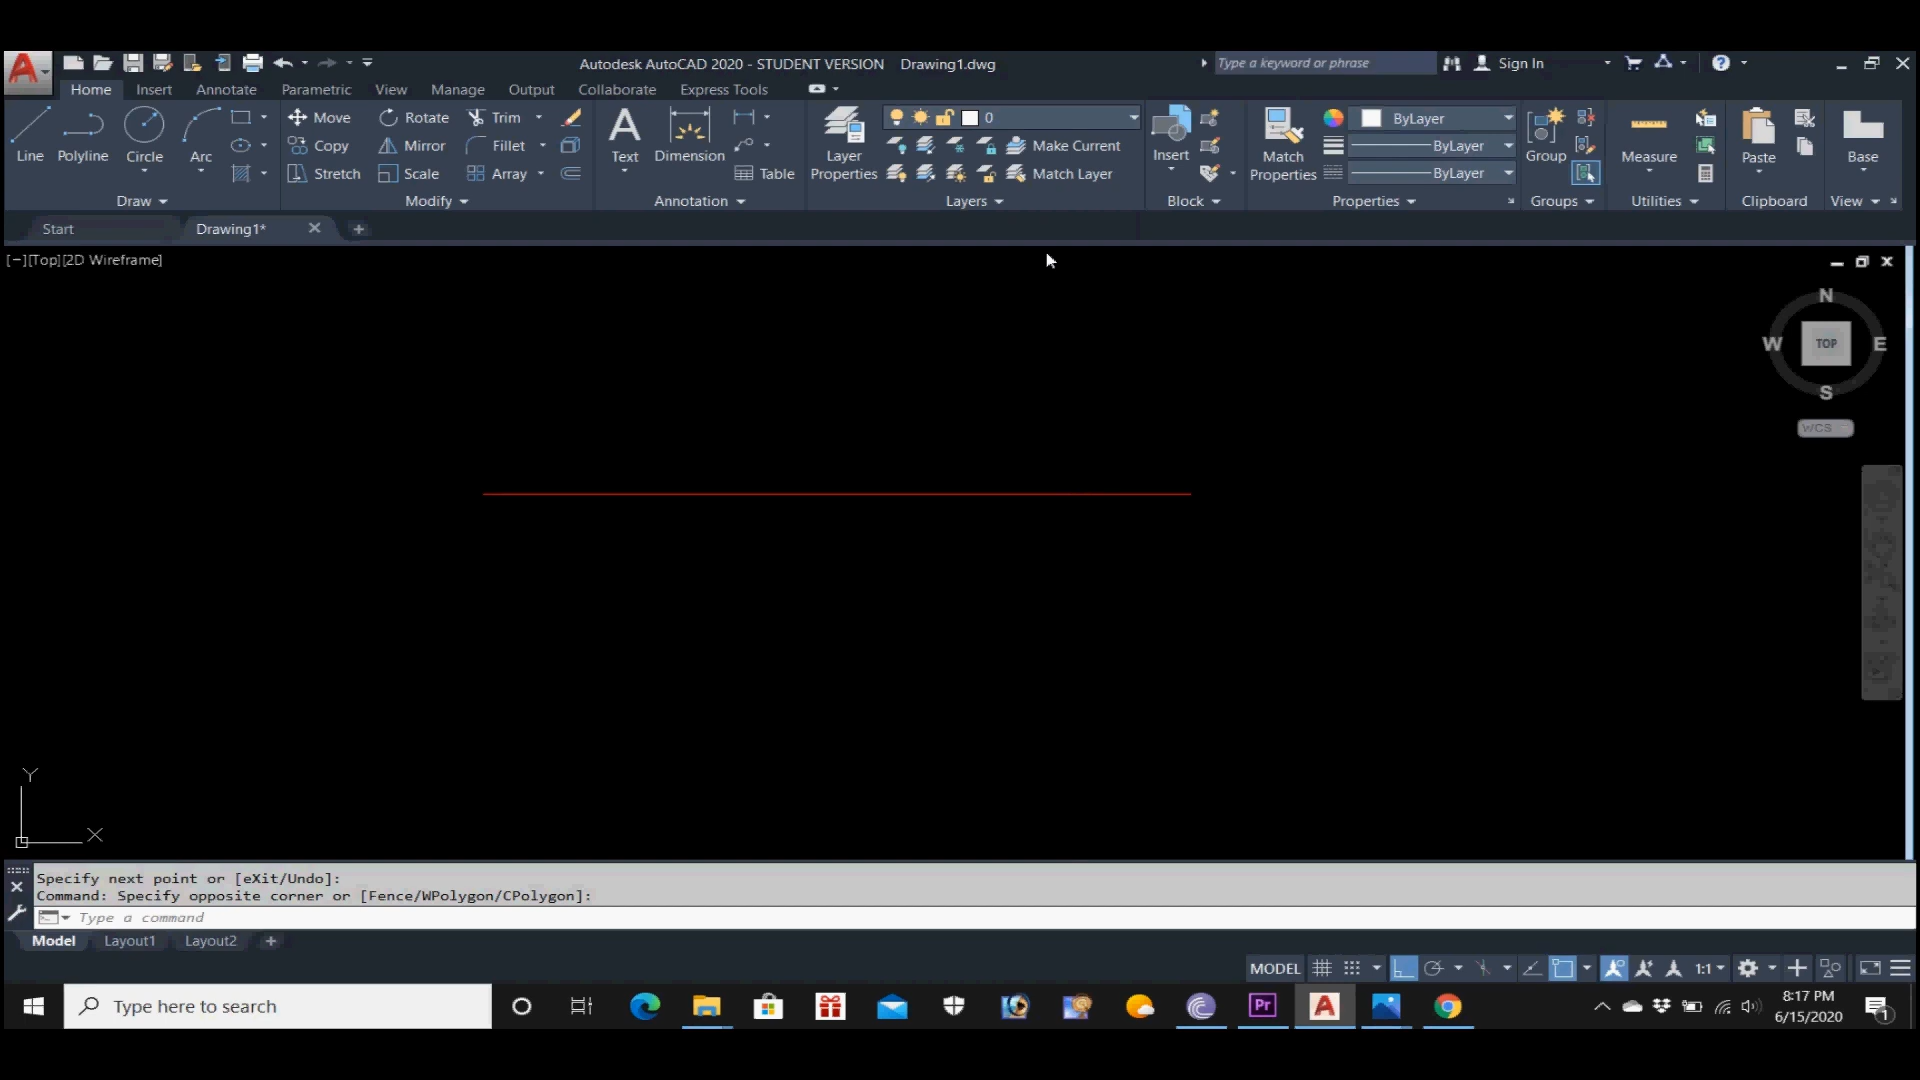 Autodesk AutoCAD 2020 - STUDENT VERSION Drawing1.dwg
Type a keyword or phrase
Sign In
Home Insert Annotate Parametric View Manage Output Collaborate Express Tools
Line Polyline Circle Arc
Move Rotate Trim
Copy Mirror Fillet
Stretch Scale Array
Text Dimension Table
Layer Properties
0
Make Current
Match Layer
Insert
Match Properties
ByLayer
ByLayer
ByLayer
Group
Measure
Paste
Base
Draw Modify Annotation Layers Block Properties Groups Utilities Clipboard View
Start Drawing1*
[−][Top][2D Wireframe]
N
W TOP E
S
WCS
Y
X
Specify next point or [eXit/Undo]:
Command: Specify opposite corner or [Fence/WPolygon/CPolygon]:
Type a command
Model Layout1 Layout2
MODEL 1:1
Type here to search
Pr
8:17 PM
6/15/2020
1